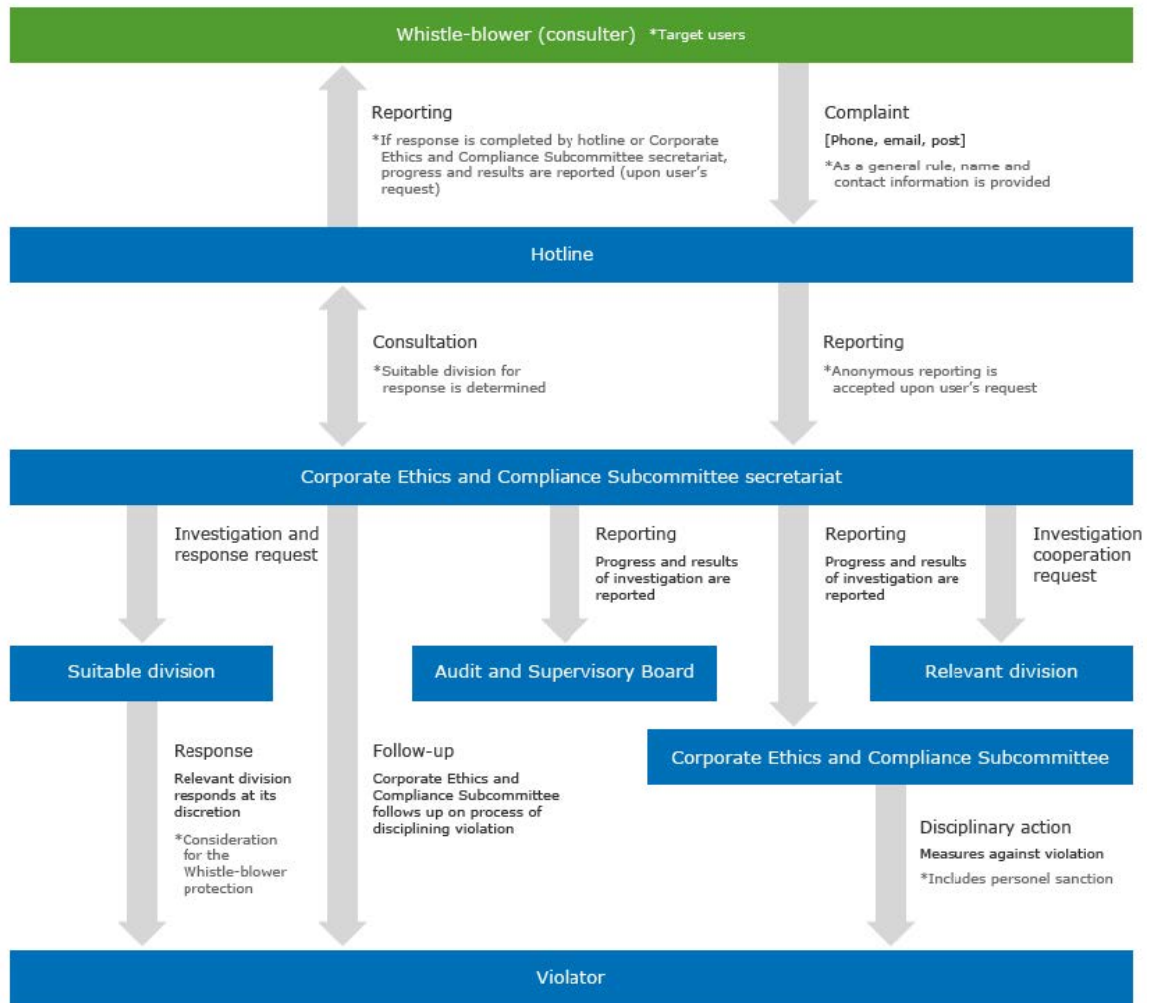 Whistle-blower (consulter) *Target users
Reporting
*If response is completed by hotline or Corporate
Ethics and Compliance Subcommittee secretariat,
progress and results are reported (upon user's
request)
Complaint
[Phone, email, post]
*As a general rule, name and
contact information is provided
Hotline
Consultation
*Suitable division for
response is determined
Reporting
*Anonymous reporting is
accepted upon user's request
Corporate Ethics and Compliance Subcommittee secretariat
Investigation and
response request
Reporting
Progress and results
of investigation are
reported
Reporting
Progress and results
of investigation are
reported
Investigation
cooperation
request
Suitable division
Audit and Supervisory Board
Relevant division
Corporate Ethics and Compliance Subcommittee
Response
Relevant division
responds at its
discretion
*Consideration
for the
Whistle-blower
protection
Follow-up
Corporate Ethics and
Compliance Subcommittee
follows up on process of
disciplining violation
Disciplinary action
Measures against violation
*Includes personel sanction
Violator